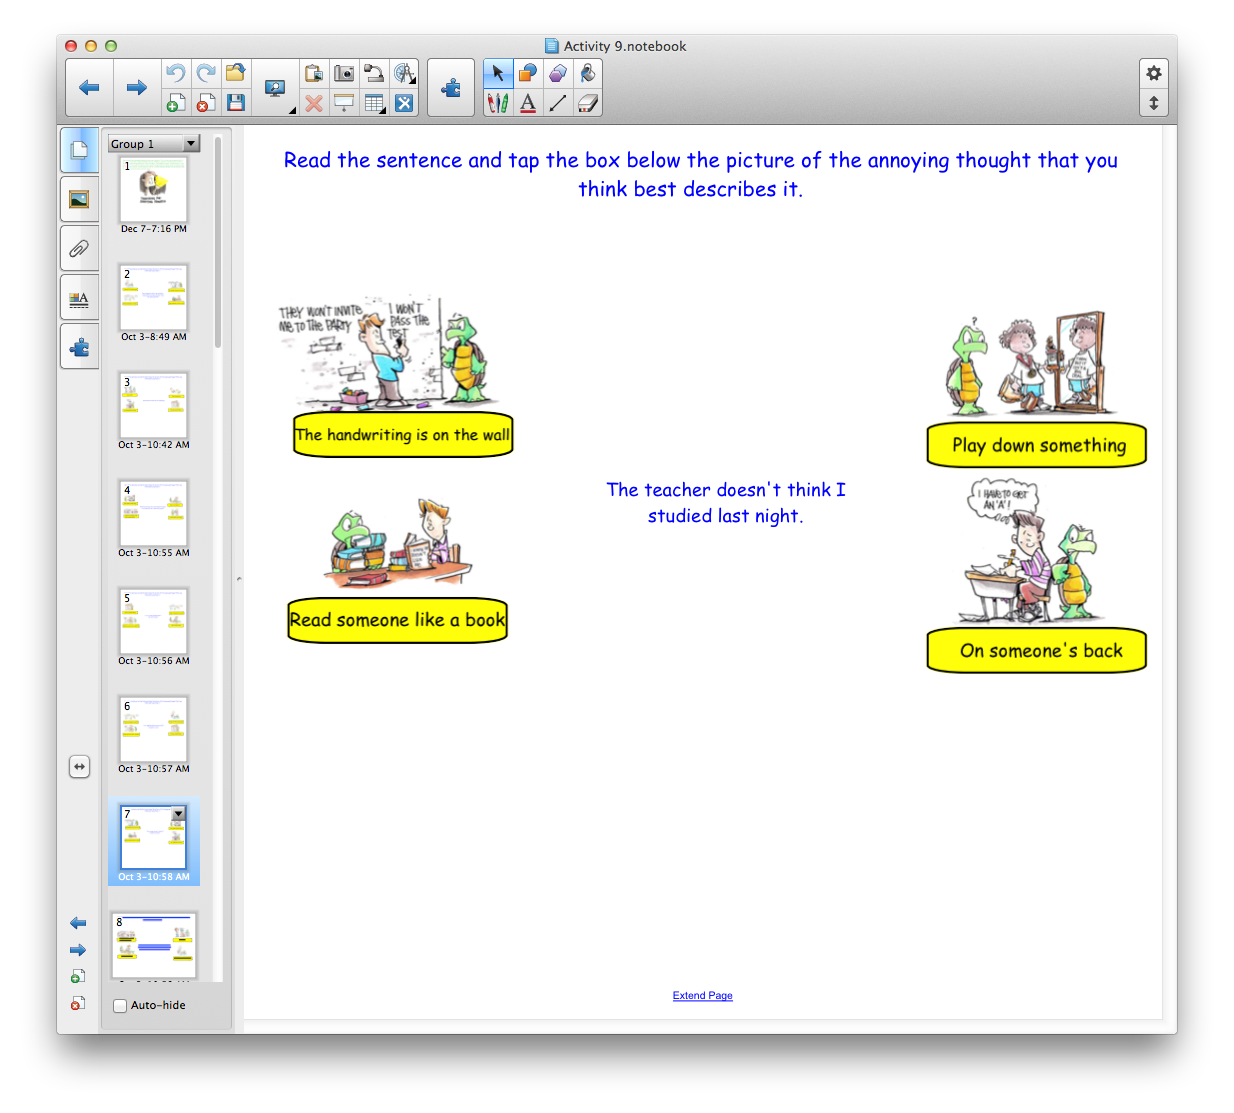 Activity 9.notebook
Group 1
1
Dec 7-7:16 PM
2
Oct 3-8:49 AM
3
Oct 3-10:42 AM
4
Oct 3-10:55 AM
5
Oct 3-10:56 AM
6
Oct 3-10:57 AM
7
Oct 3-10:58 AM
8
Auto-hide
Read the sentence and tap the box below the picture of the annoying thought that you
think best describes it.
THEY WON'T INVITE
ME TO THE PARTY
I WON'T
PASS THE
TEST
The handwriting is on the wall
?
Play down something
The teacher doesn't think I
studied last night.
Read someone like a book
I HAVE TO GET
AN 'A'!
On someone's back
Extend Page